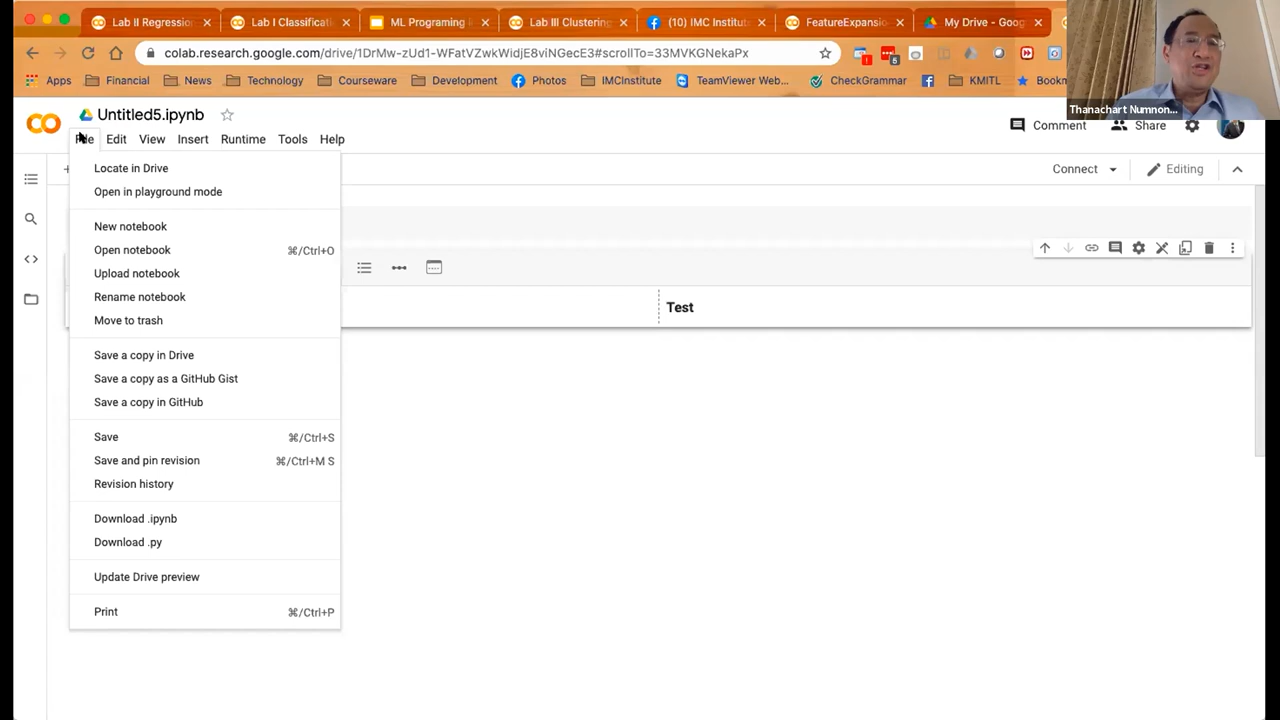 Lab II Regressio
Lab I Classificati
ML Programing F
Lab III Clustering
(10) IMC Institut
FeatureExpansio
My Drive - Goog
colab.research.google.com/drive/1DrMw-zUd1-WFatVZwkWidjE8viNGecE3#scrollTo=33MVKGNekaPx
Apps
Financial
News
Technology
Courseware
Development
Photos
IMCInstitute
TeamViewer Web...
CheckGrammar
KMITL
Bookm
Thanachart Numnon...
Untitled5.ipynb
File Edit View Insert Runtime Tools Help
Comment
Share
Connect
Editing
Locate in Drive
Open in playground mode
New notebook
Open notebook ⌘/Ctrl+O
Upload notebook
Rename notebook
Move to trash
Save a copy in Drive
Save a copy as a GitHub Gist
Save a copy in GitHub
Save ⌘/Ctrl+S
Save and pin revision ⌘/Ctrl+M S
Revision history
Download .ipynb
Download .py
Update Drive preview
Print ⌘/Ctrl+P
Test